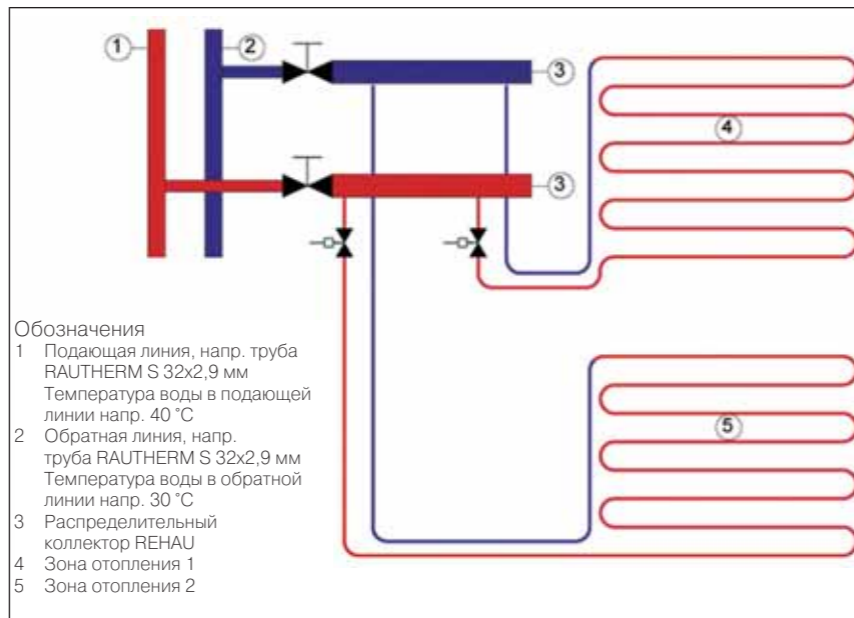 1
2
3
4
3
5
Обозначения
1 Подающая линия, напр. труба
RAUTHERM S 32x2,9 мм
Температура воды в подающей
линии напр. 40 °C
2 Обратная линия, напр.
труба RAUTHERM S 32x2,9 мм
Температура воды в обратной
линии напр. 30 °C
3 Распределительный
коллектор REHAU
4 Зона отопления 1
5 Зона отопления 2